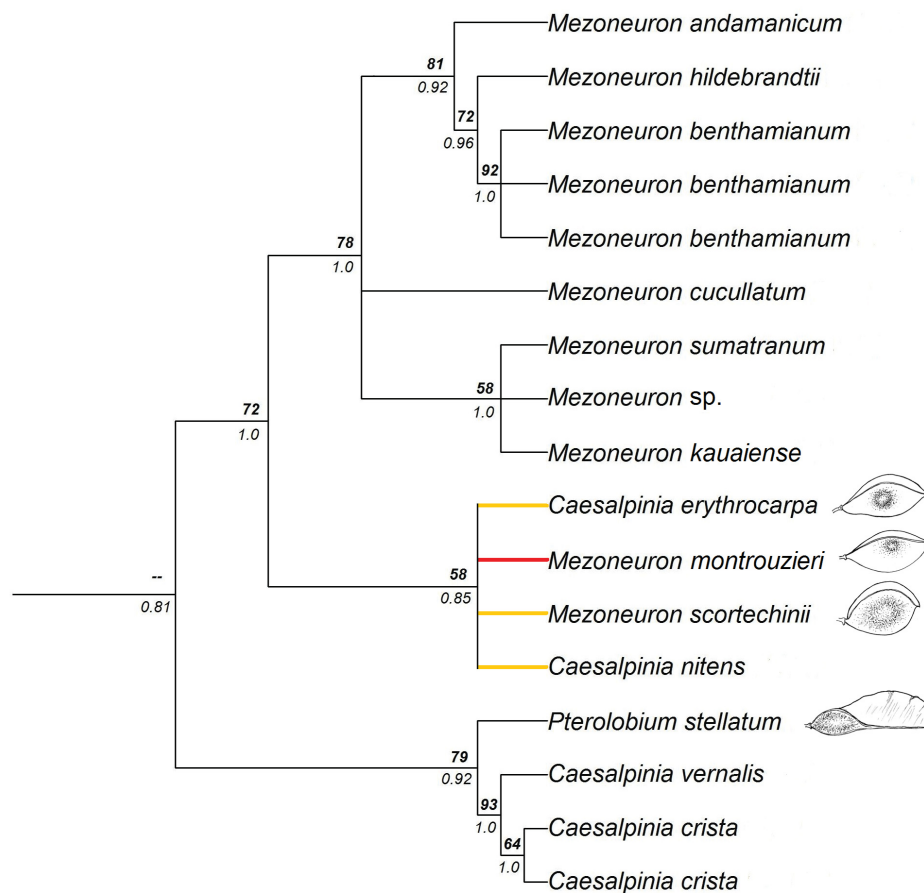 Mezoneuron andamanicum
81
0.92
Mezoneuron hildebrandtii
72
0.96
Mezoneuron benthamianum
92
1.0
Mezoneuron benthamianum
Mezoneuron benthamianum
78
1.0
Mezoneuron cucullatum
Mezoneuron sumatranum
58
1.0
Mezoneuron sp.
72
1.0
Mezoneuron kauaiense
Caesalpinia erythrocarpa
Mezoneuron montrouzieri
58
0.85
--
0.81
Mezoneuron scortechinii
Caesalpinia nitens
Pterolobium stellatum
79
0.92
Caesalpinia vernalis
93
1.0
Caesalpinia crista
64
1.0
Caesalpinia crista